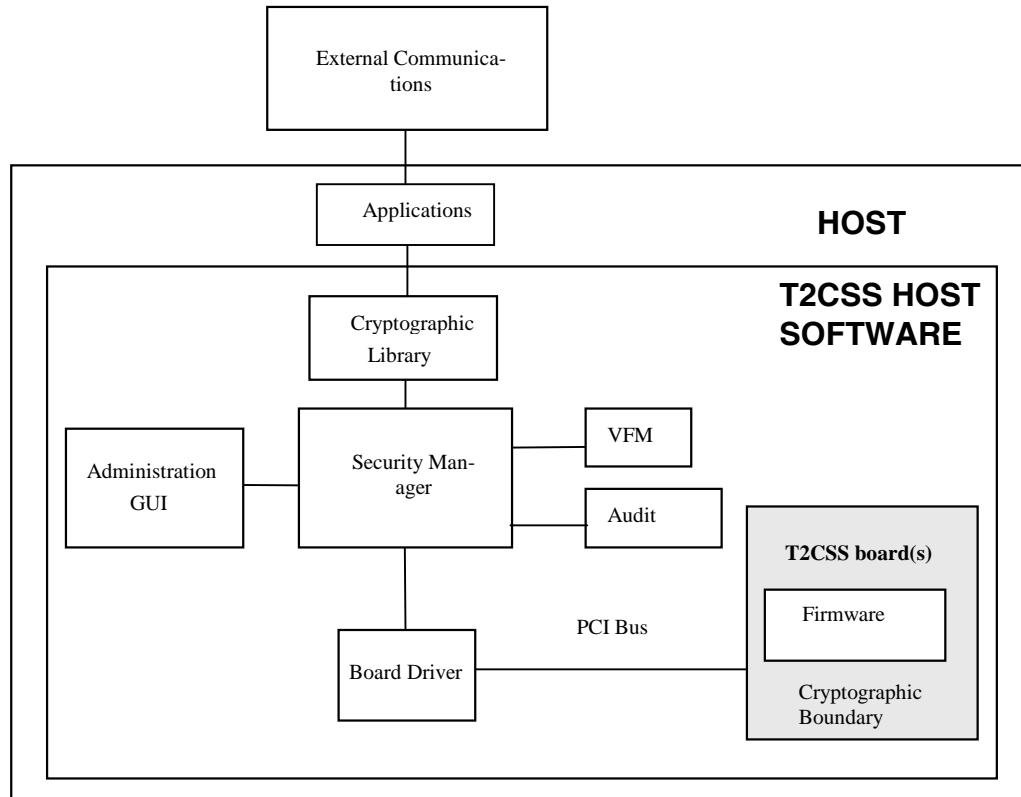 External Communica-
tions
Applications
HOST
T2CSS HOST
SOFTWARE
Cryptographic
Library
VFM
Security Man-
ager
Administration
GUI
Audit
T2CSS board(s)
Firmware
PCI Bus
Board Driver
Cryptographic
Boundary